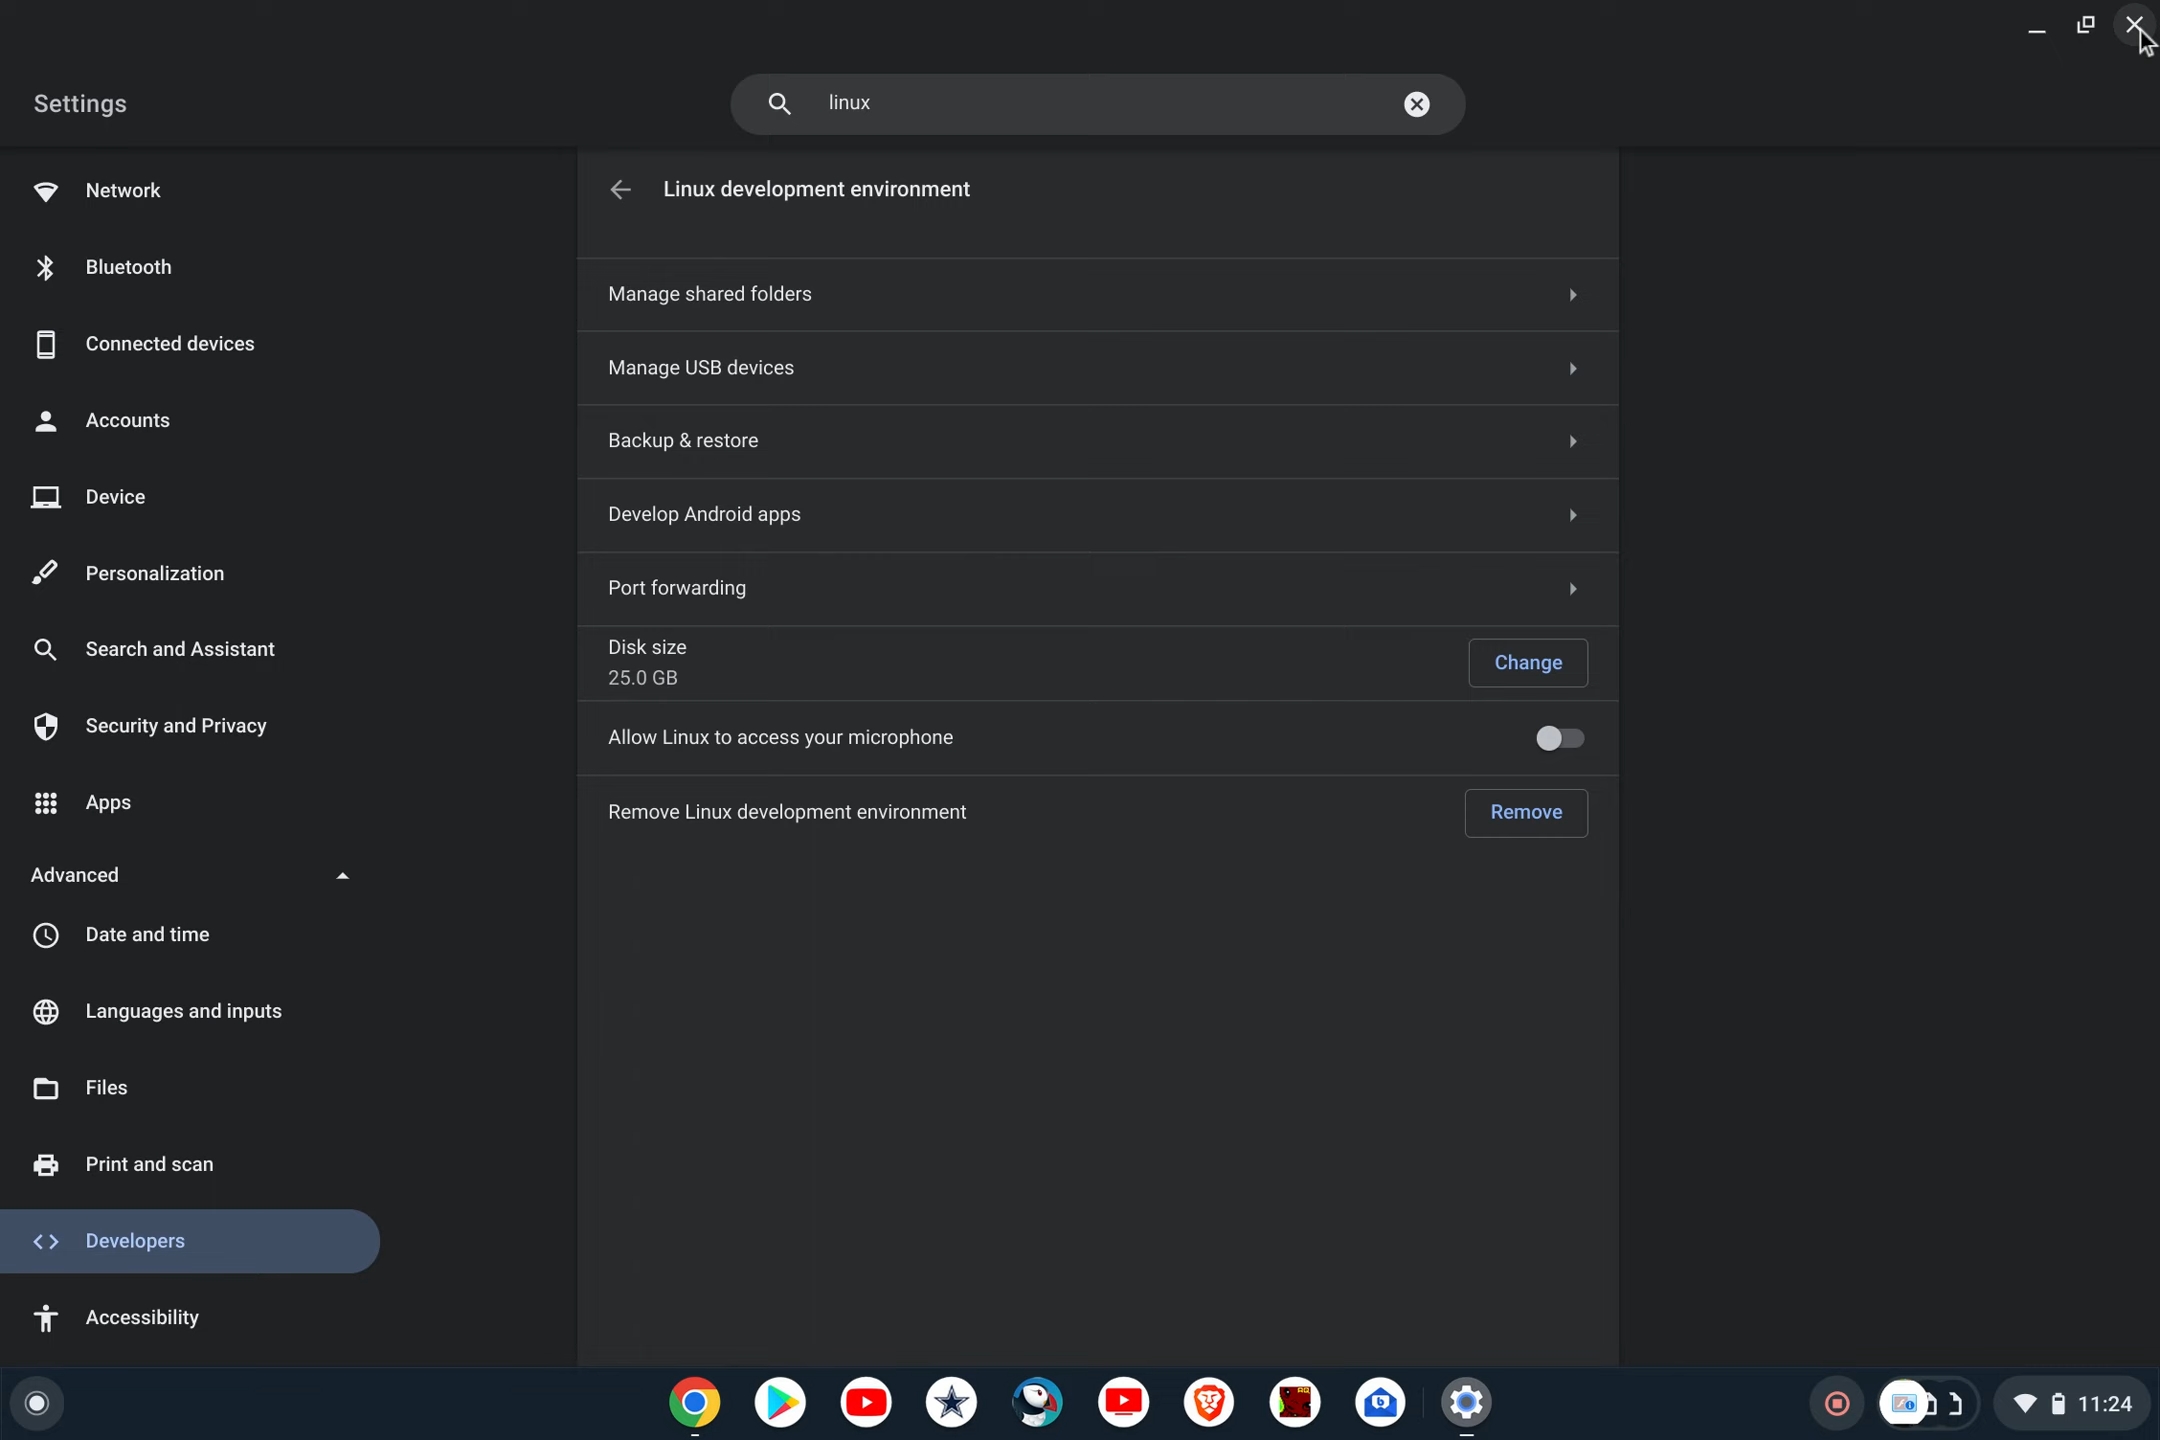 Settings
linux
Network
Bluetooth
Connected devices
Accounts
Device
Personalization
Search and Assistant
Security and Privacy
Apps
Advanced
Date and time
Languages and inputs
Files
Print and scan
Developers
Accessibility
Linux development environment
Manage shared folders
Manage USB devices
Backup & restore
Develop Android apps
Port forwarding
Disk size
25.0 GB
Change
Allow Linux to access your microphone
Remove Linux development environment
Remove
AQ
11:24